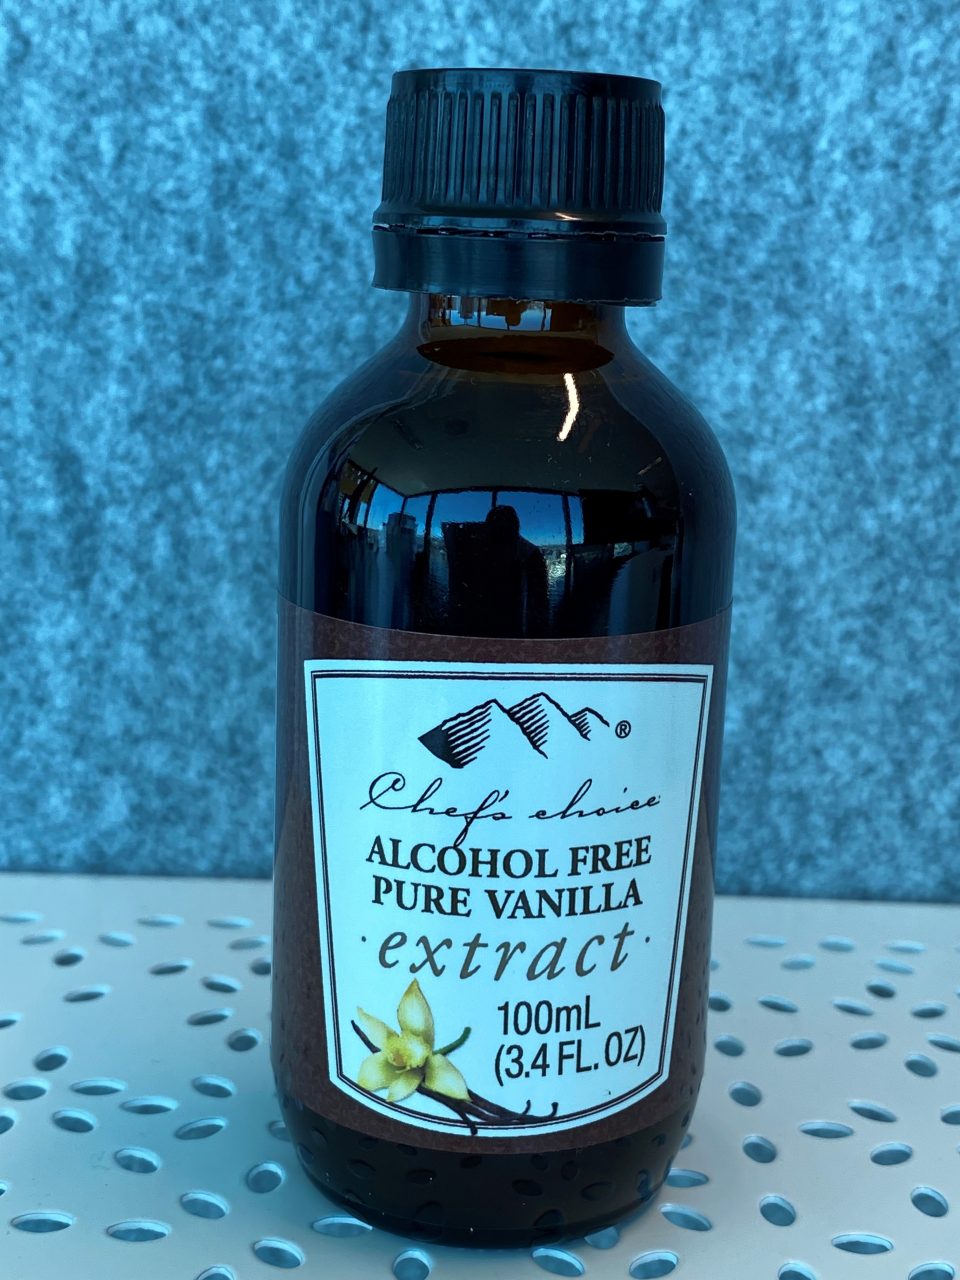 ®
Chef's choice
ALCOHOL FREE
PURE VANILLA
·extract·
100mL
(3.4 FL. OZ)